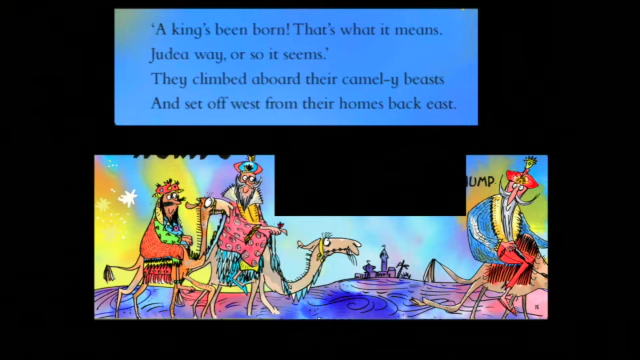 ‘A king’s been born! That’s what it means.
Judea way, or so it seems.’
They climbed aboard their camel-y beasts
And set off west from their homes back east.